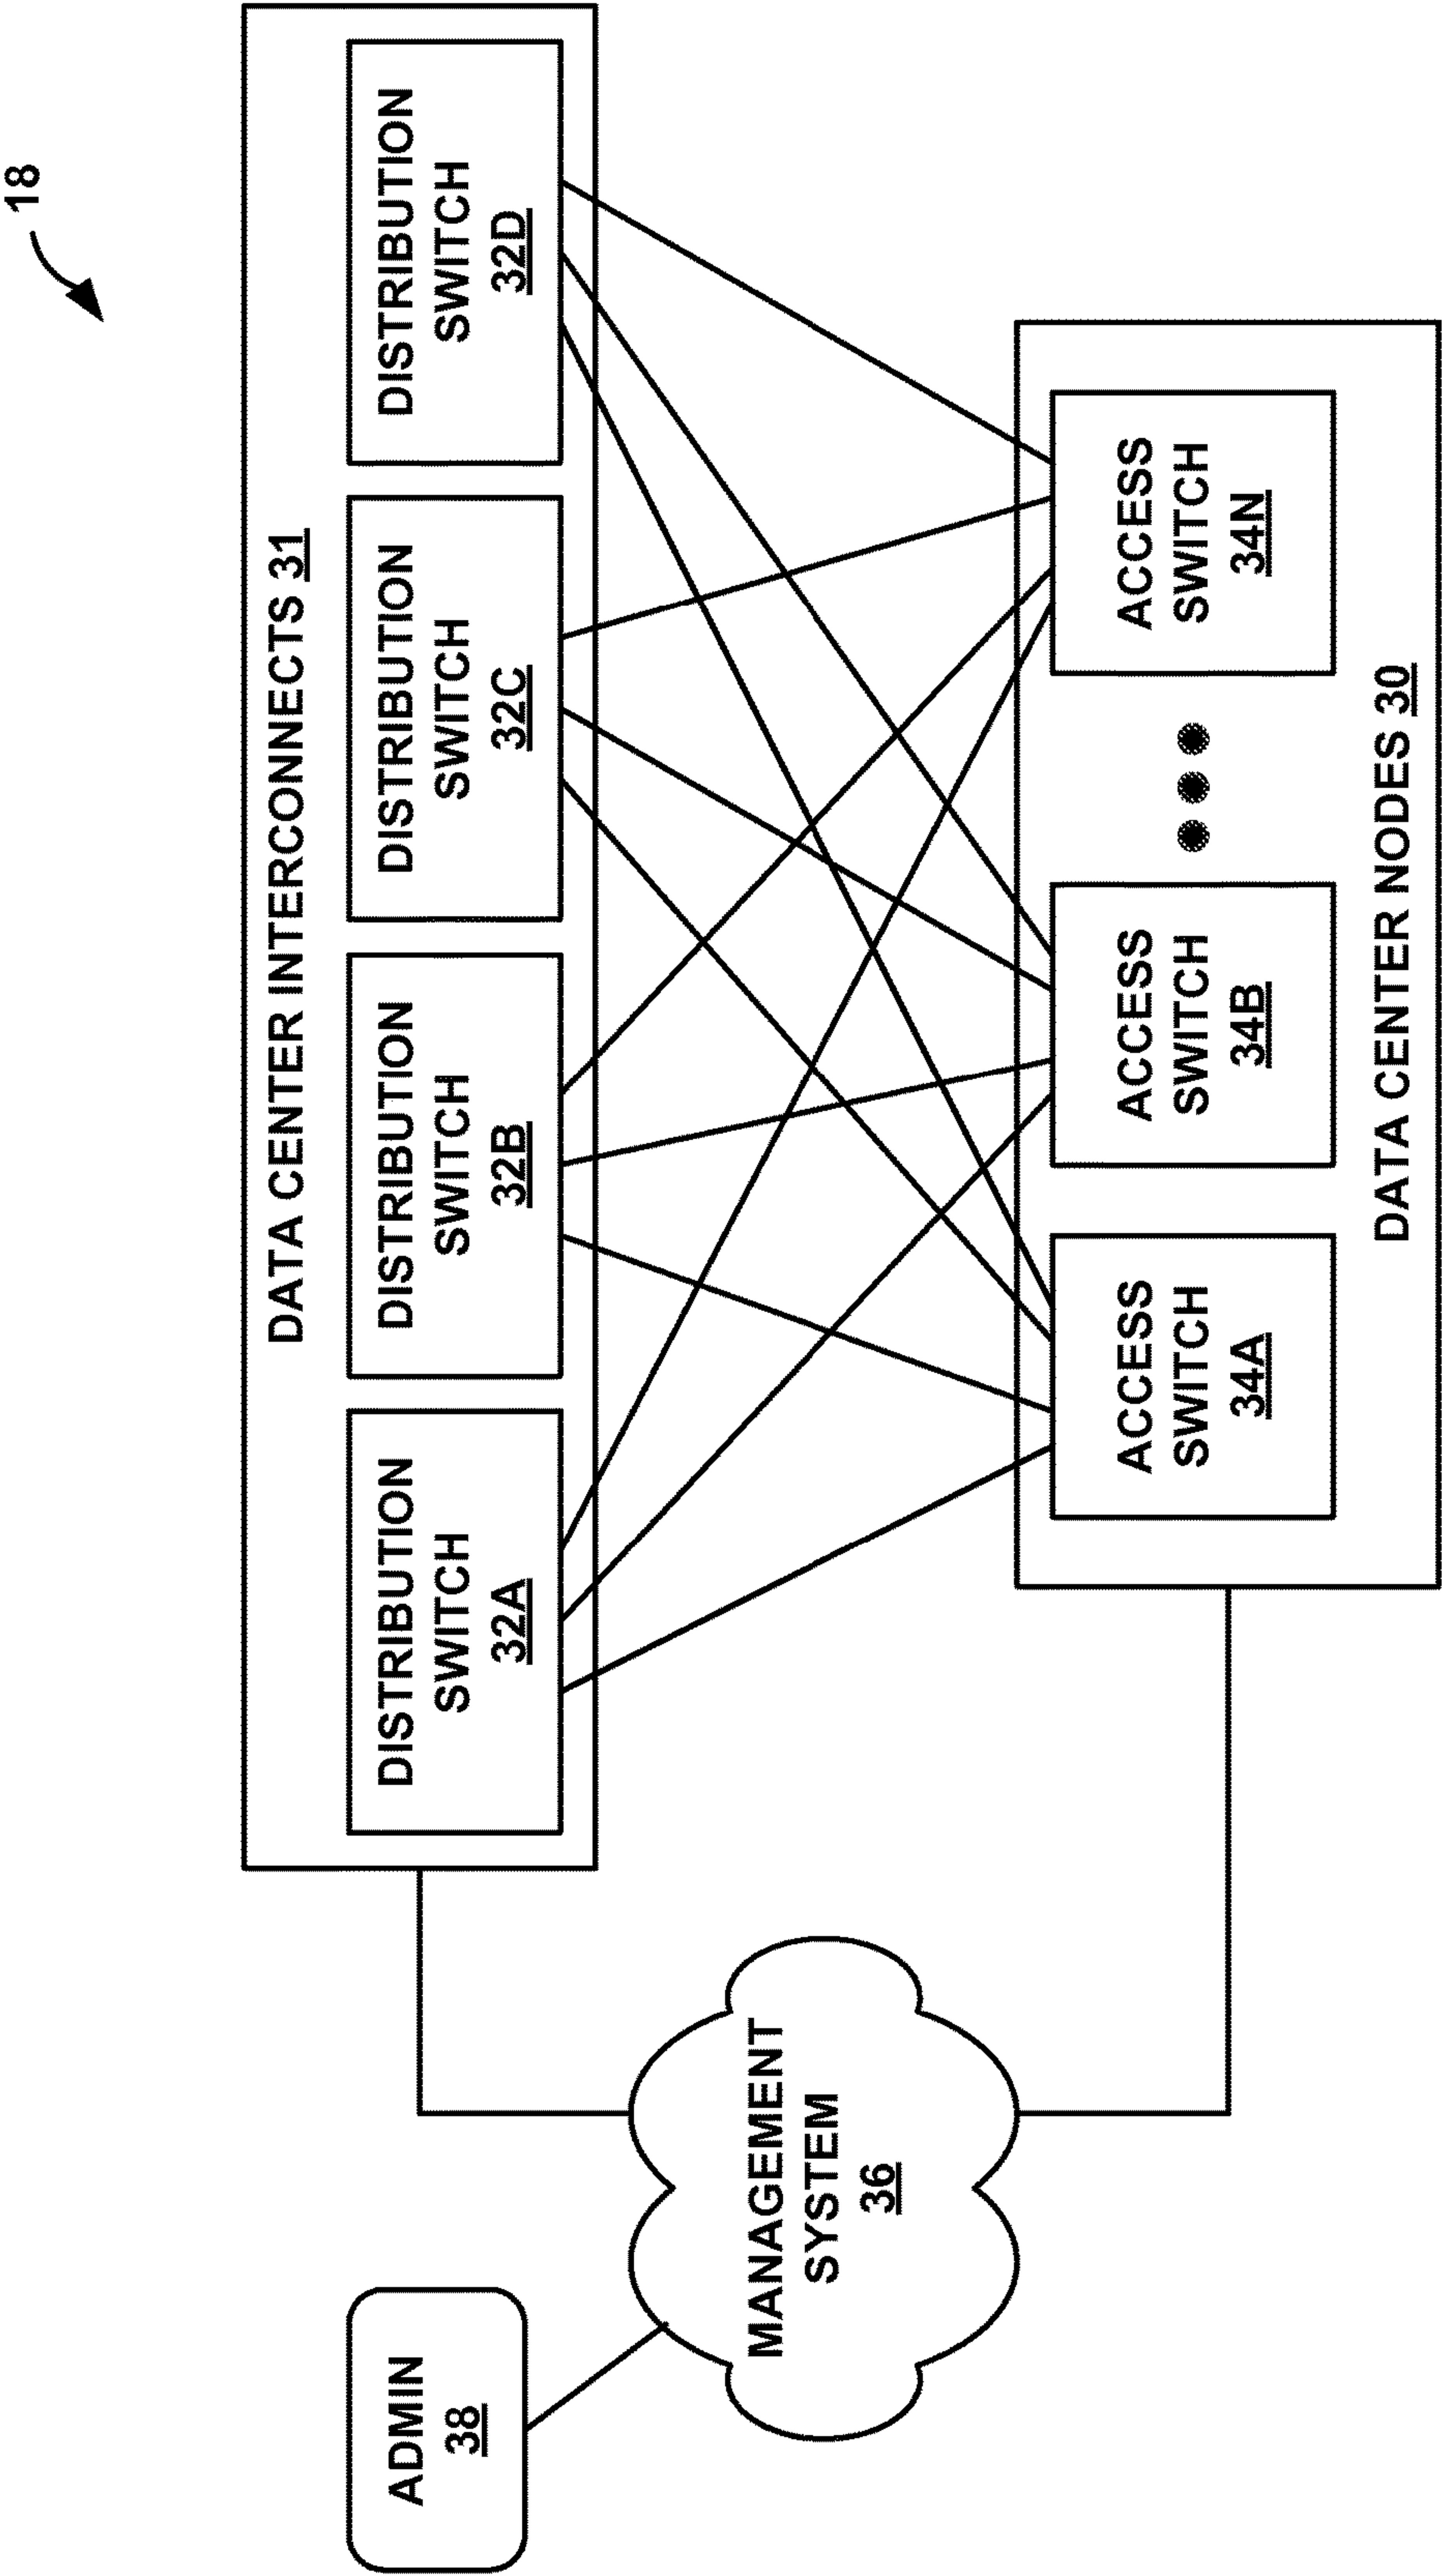 18
DATA CENTER INTERCONNECTS 31
DISTRIBUTION
SWITCH
32A
DISTRIBUTION
SWITCH
32B
DISTRIBUTION
SWITCH
32C
DISTRIBUTION
SWITCH
32D
ADMIN
38
MANAGEMENT
SYSTEM
36
ACCESS
SWITCH
34A
ACCESS
SWITCH
34B
ACCESS
SWITCH
34N
DATA CENTER NODES 30